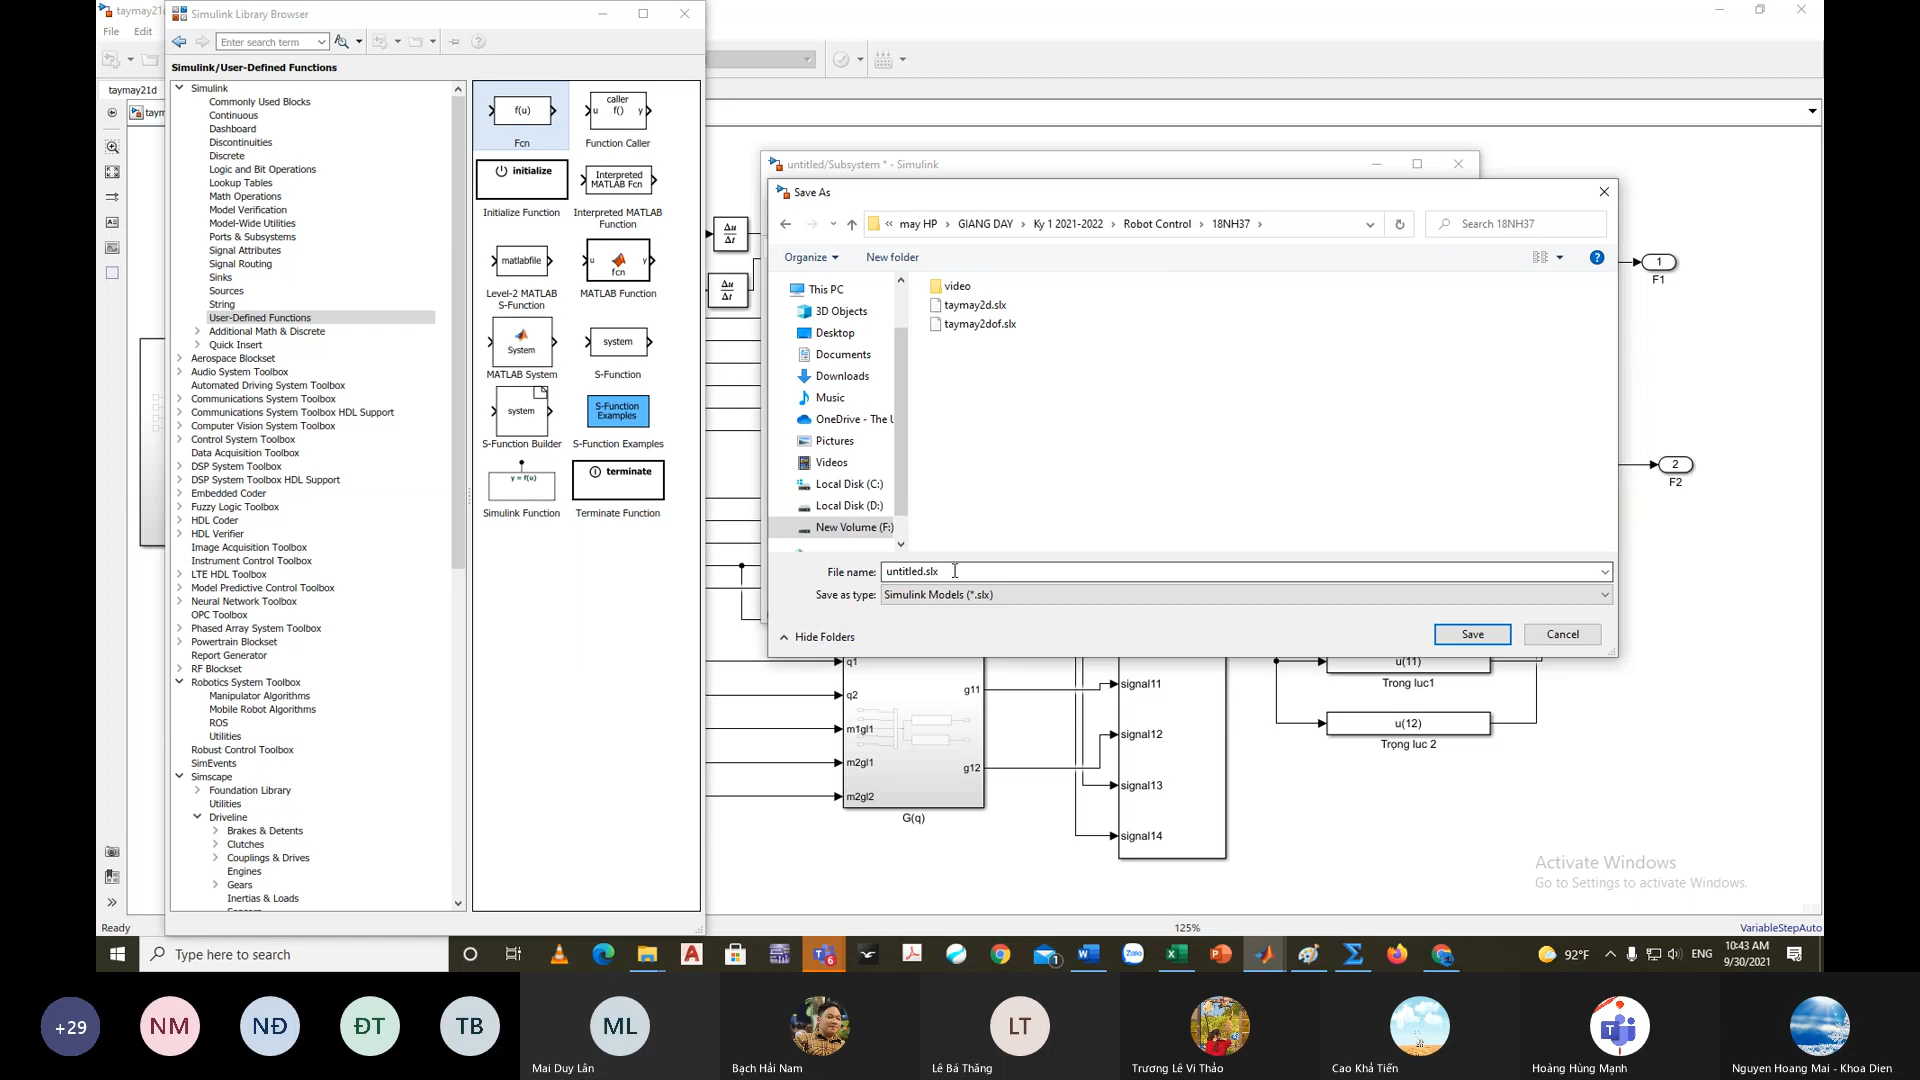 taymay21d
File Edit
Simulink Library Browser
Enter search term
Simulink/User-Defined Functions
taymay21d
Simulink
Commonly Used Blocks
Continuous
Dashboard
Discontinuities
Discrete
Logic and Bit Operations
Lookup Tables
Math Operations
Model Verification
Model-Wide Utilities
Ports & Subsystems
Signal Attributes
Signal Routing
Sinks
Sources
String
User-Defined Functions
Additional Math & Discrete
Quick Insert
Aerospace Blockset
Audio System Toolbox
Automated Driving System Toolbox
Communications System Toolbox
Communications System Toolbox HDL Support
Computer Vision System Toolbox
Control System Toolbox
Data Acquisition Toolbox
DSP System Toolbox
DSP System Toolbox HDL Support
Embedded Coder
Fuzzy Logic Toolbox
HDL Coder
HDL Verifier
Image Acquisition Toolbox
Instrument Control Toolbox
LTE HDL Toolbox
Model Predictive Control Toolbox
Neural Network Toolbox
OPC Toolbox
Phased Array System Toolbox
Powertrain Blockset
Report Generator
RF Blockset
Robotics System Toolbox
Manipulator Algorithms
Mobile Robot Algorithms
ROS
Utilities
Robust Control Toolbox
SimEvents
Simscape
Foundation Library
Utilities
Driveline
Brakes & Detents
Clutches
Couplings & Drives
Engines
Gears
Inertias & Loads
f(u)
Fcn
caller
u f() y
Function Caller
initialize
Initialize Function
Interpreted
MATLAB Fcn
Interpreted MATLAB
Function
matlabfile
Level-2 MATLAB
S-Function
u fcn y
MATLAB Function
System
MATLAB System
system
S-Function
system
S-Function Builder
S-Function
Examples
S-Function Examples
y = f(u)
Simulink Function
terminate
Terminate Function
Δu
Δt
Δu
Δt
untitled/Subsystem * - Simulink
Save As
« may HP › GIANG DAY › Ky 1 2021-2022 › Robot Control › 18NH37 ›
Search 18NH37
Organize
New folder
This PC
3D Objects
Desktop
Documents
Downloads
Music
OneDrive - The U
Pictures
Videos
Local Disk (C:)
Local Disk (D:)
New Volume (F:)
video
taymay2d.slx
taymay2dof.slx
File name: untitled.slx
Save as type: Simulink Models (*.slx)
Hide Folders
Save
Cancel
1
F1
2
F2
q1
q2
m1gl1
m2gl1
m2gl2
g11
g12
G(q)
signal11
signal12
signal13
signal14
u(11)
Trong luc1
u(12)
Trọng luc 2
Activate Windows
Go to Settings to activate Windows.
Ready
125%
VariableStepAuto
Type here to search
6
1
Zalo
92°F
ENG
10:43 AM
9/30/2021
+29
NM
NĐ
ĐT
TB
ML
LT
Mai Duy Lân
Bạch Hải Nam
Lê Bá Thăng
Trương Lê Vi Thảo
Cao Khả Tiến
Hoàng Hùng Mạnh
Nguyen Hoang Mai - Khoa Dien